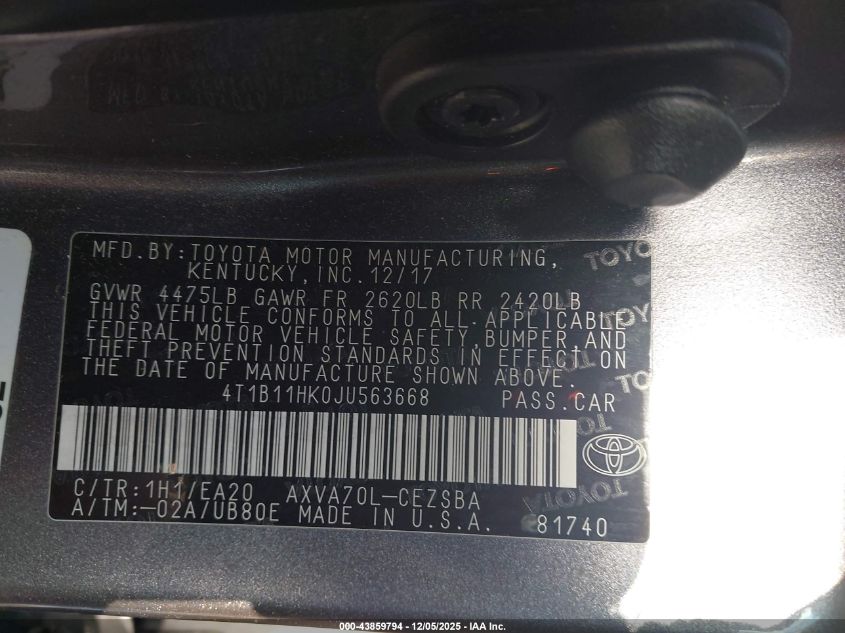 MFD.BY:TOYOTA MOTOR MANUFACTURING,
KENTUCKY,INC.12/17
GVWR 4475LB GAWR FR 2620LB RR 2420LB
THIS VEHICLE CONFORMS TO ALL APPLICABLE
FEDERAL MOTOR VEHICLE SAFETY,BUMPER,AND
THEFT PREVENTION STANDARDS IN EFFECT ON
THE DATE OF MANUFACTURE SHOWN ABOVE.
4T1B11HK0JU563668 PASS.CAR
C/TR:1H1/EA20 AXVA70L-CEZSBA
A/TM:-02A/UB80E MADE IN U.S.A. 81740
000-43859794 - 12/05/2025 - IAA Inc.